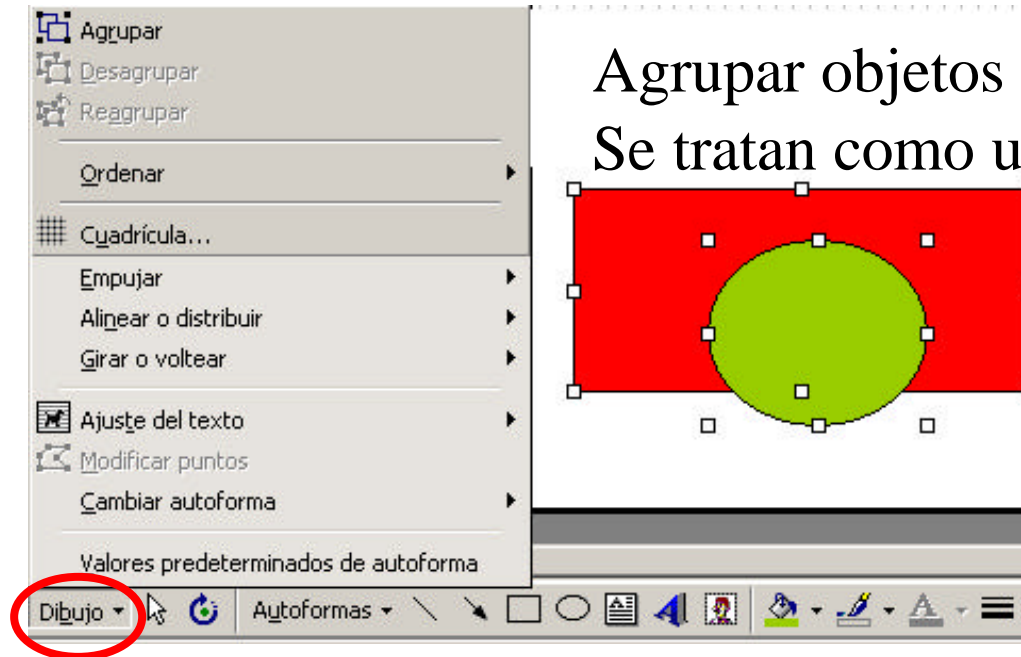 Agrupar
Desagrupar
Reagrupar
Ordenar
Cuadrícula...
Empujar
Alinear o distribuir
Girar o voltear
Ajuste del texto
Modificar puntos
Cambiar autoforma
Valores predeterminados de autoforma
Dibujo
Autoformas
A
A
Agrupar objetos
Se tratan como u